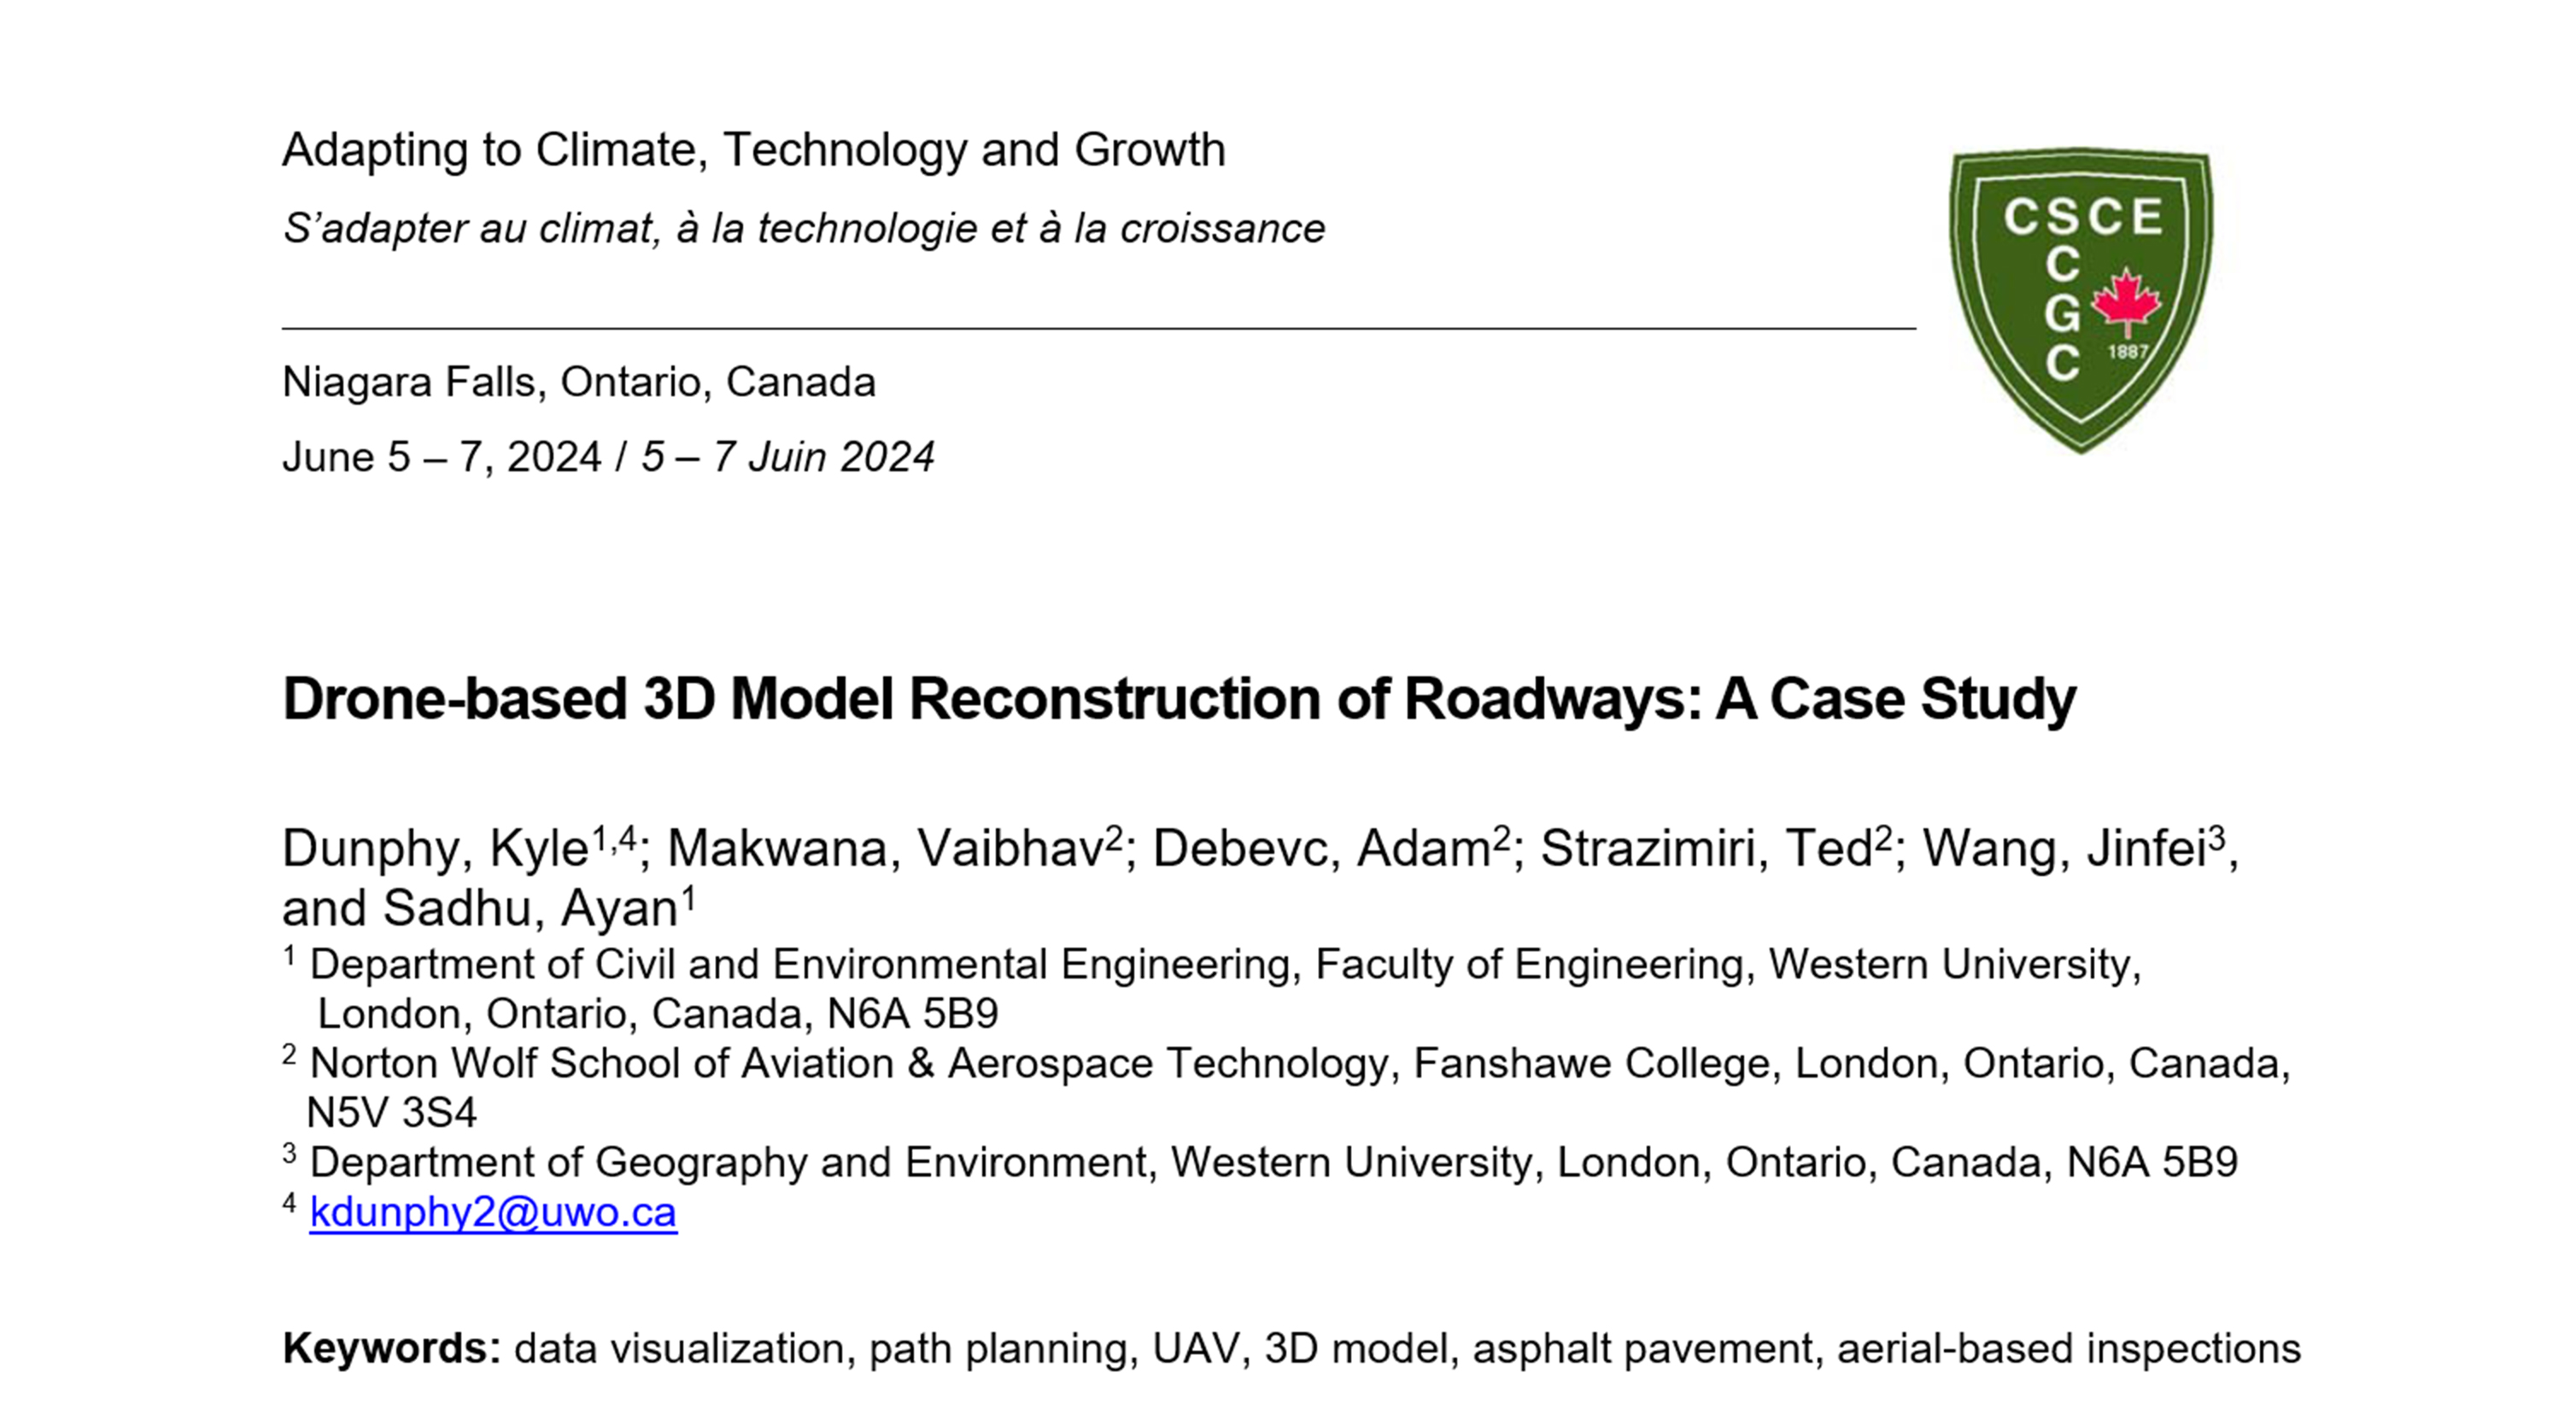 Adapting to Climate, Technology and Growth
S’adapter au climat, à la technologie et à la croissance
CSCE
C
G
C
1887
Niagara Falls, Ontario, Canada
June 5 – 7, 2024 / 5 – 7 Juin 2024
Drone-based 3D Model Reconstruction of Roadways: A Case Study
Dunphy, Kyle1,4; Makwana, Vaibhav2; Debevc, Adam2; Strazimiri, Ted2; Wang, Jinfei3,
and Sadhu, Ayan1
1 Department of Civil and Environmental Engineering, Faculty of Engineering, Western University,
London, Ontario, Canada, N6A 5B9
2 Norton Wolf School of Aviation & Aerospace Technology, Fanshawe College, London, Ontario, Canada,
N5V 3S4
3 Department of Geography and Environment, Western University, London, Ontario, Canada, N6A 5B9
4 kdunphy2@uwo.ca
Keywords: data visualization, path planning, UAV, 3D model, asphalt pavement, aerial-based inspections